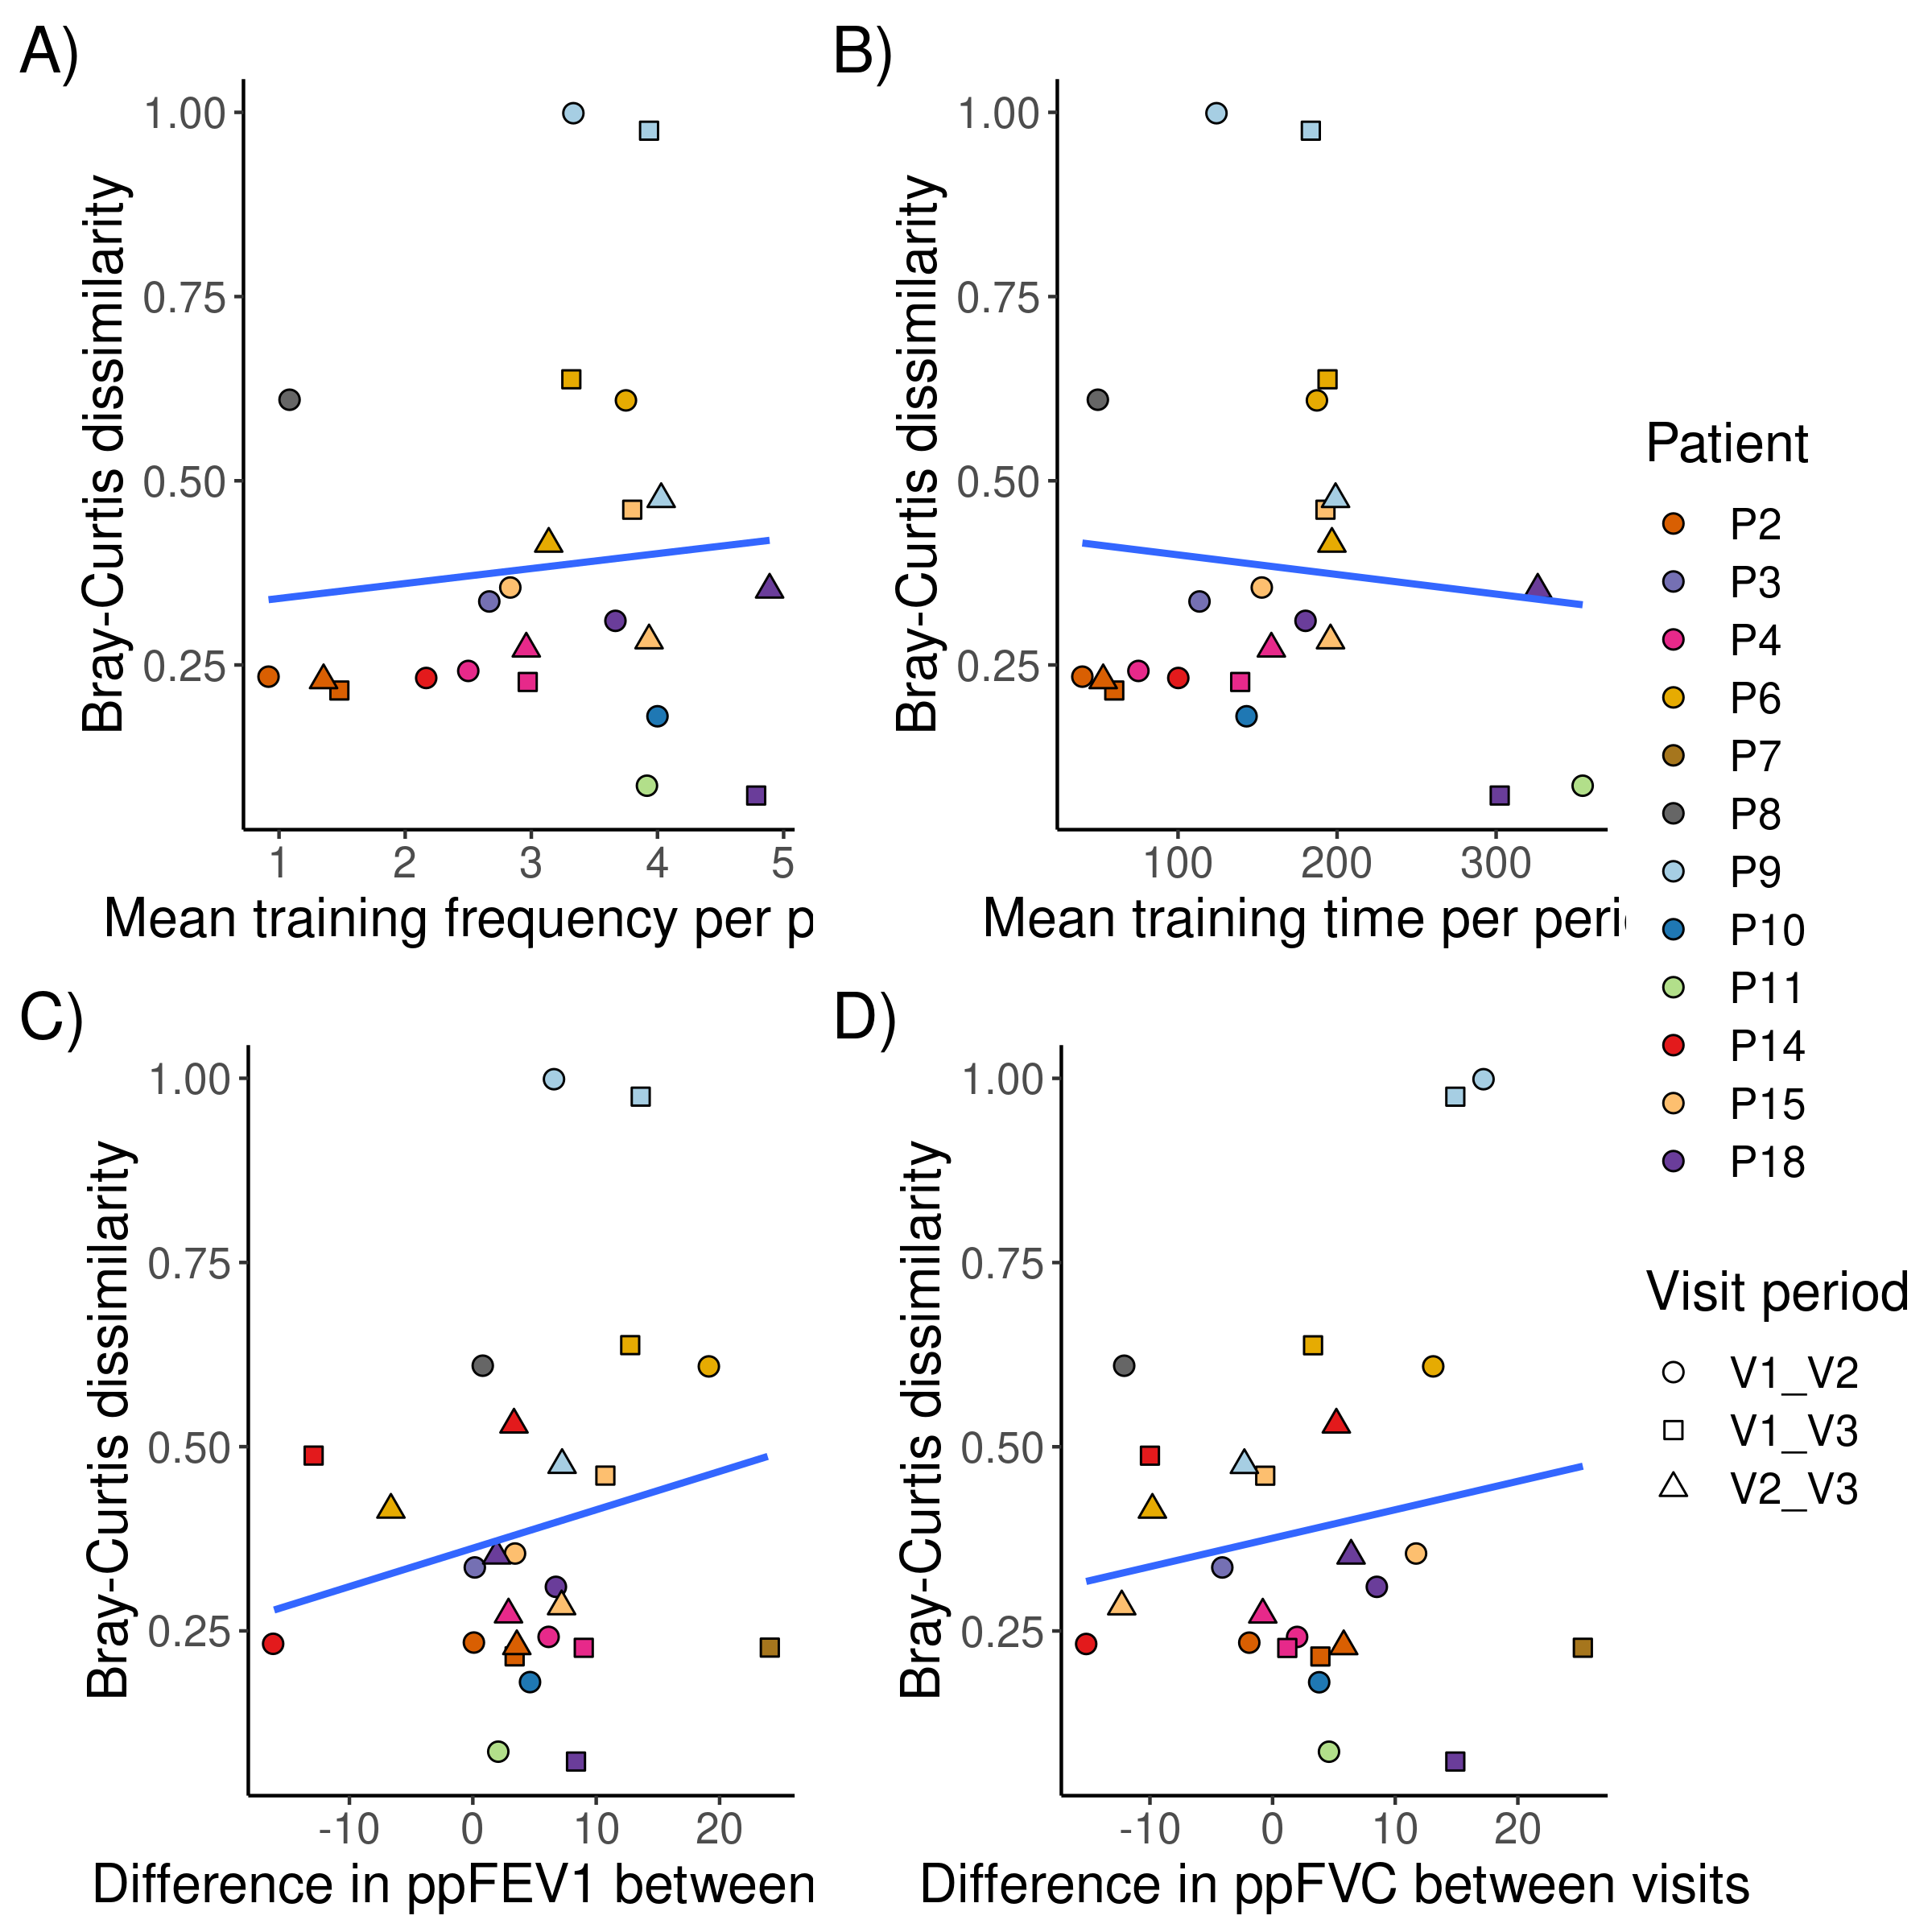 A)
Bray-Curtis dissimilarity
1.00
0.75
0.50
0.25
1 2 3 4 5
Mean training frequency per p
B)
Bray-Curtis dissimilarity
1.00
0.75
0.50
0.25
100 200 300
Mean training time per peri
C)
Bray-Curtis dissimilarity
1.00
0.75
0.50
0.25
-10 0 10 20
Difference in ppFEV1 between
D)
Bray-Curtis dissimilarity
1.00
0.75
0.50
0.25
-10 0 10 20
Difference in ppFVC between visits
Patient
P2
P3
P4
P6
P7
P8
P9
P10
P11
P14
P15
P18
Visit period
V1_V2
V1_V3
V2_V3